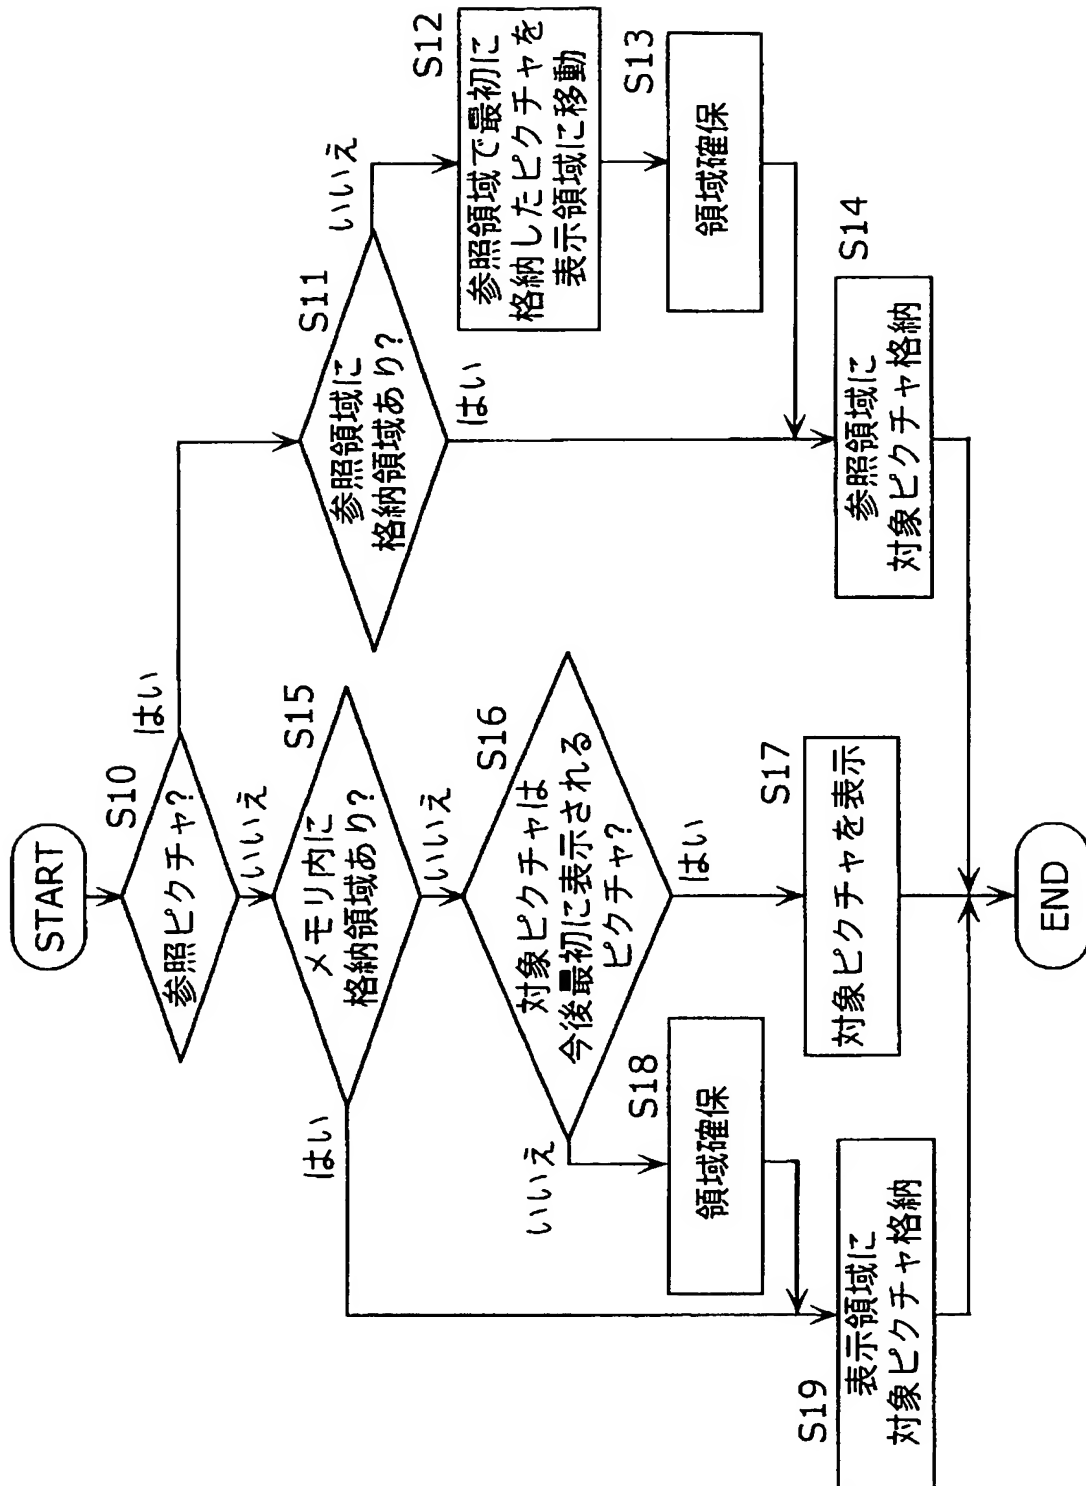 START
S10
参照ピクチャ?
はい
いいえ
S11
参照領域に
格納領域あり?
いいえ
はい
S12
参照領域で最初に
格納したピクチャを
表示領域に移動
S13
領域確保
S14
参照領域に
対象ピクチャ格納
S15
メモリ内に
格納領域あり?
はい
いいえ
S16
対象ピクチャは
今後最初に表示される
ピクチャ?
いいえ
はい
S17
対象ピクチャを表示
S18
領域確保
S19
表示領域に
対象ピクチャ格納
END